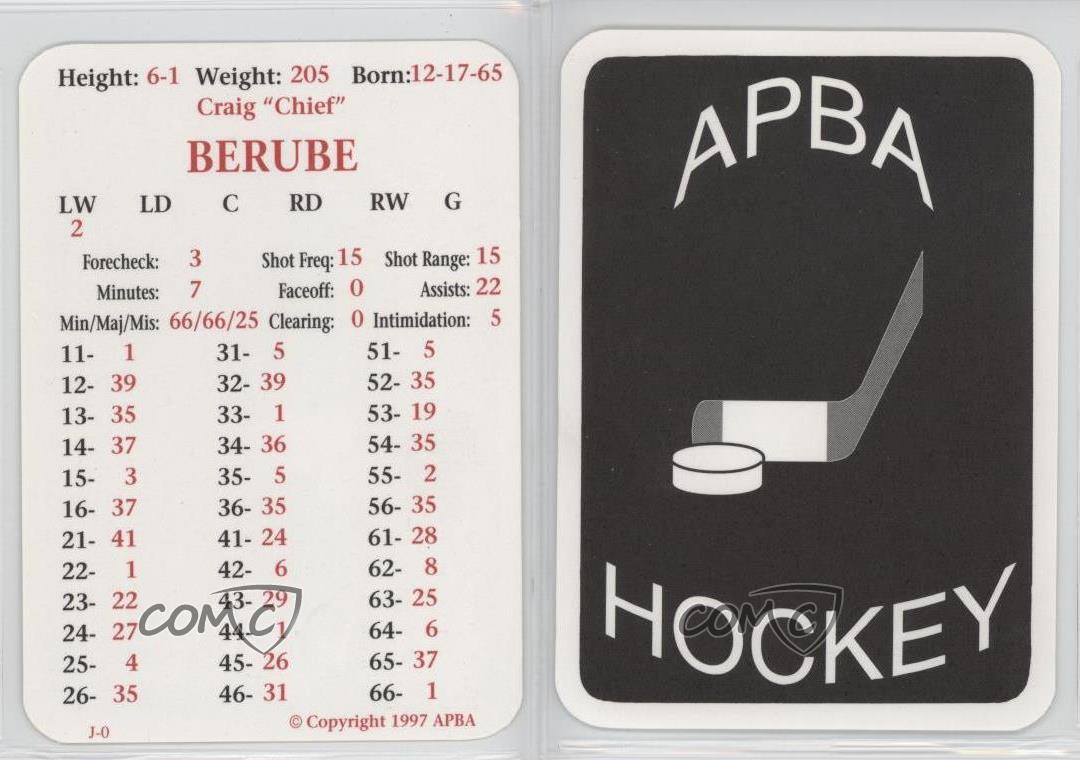 Height: 6-1 Weight: 205 Born:12-17-65
Craig "Chief"
BERUBE
LW LD C RD RW G
2
Forecheck: 3 Shot Freq: 15 Shot Range: 15
Minutes: 7 Faceoff: 0 Assists: 22
Min/Maj/Mis: 66/66/25 Clearing: 0 Intimidation: 5
11- 1 31- 5 51- 5
12- 39 32- 39 52- 35
13- 35 33- 1 53- 19
14- 37 34- 36 54- 35
15- 3 35- 5 55- 2
16- 37 36- 35 56- 35
21- 41 41- 24 61- 28
22- 1 42- 6 62- 8
23- 22 43- 29 63- 25
24- 27 44- 1 64- 6
25- 4 45- 26 65- 37
26- 35 46- 31 66- 1
J-0 © Copyright 1997 APBA
COMC
APBA
HOCKEY
COMC